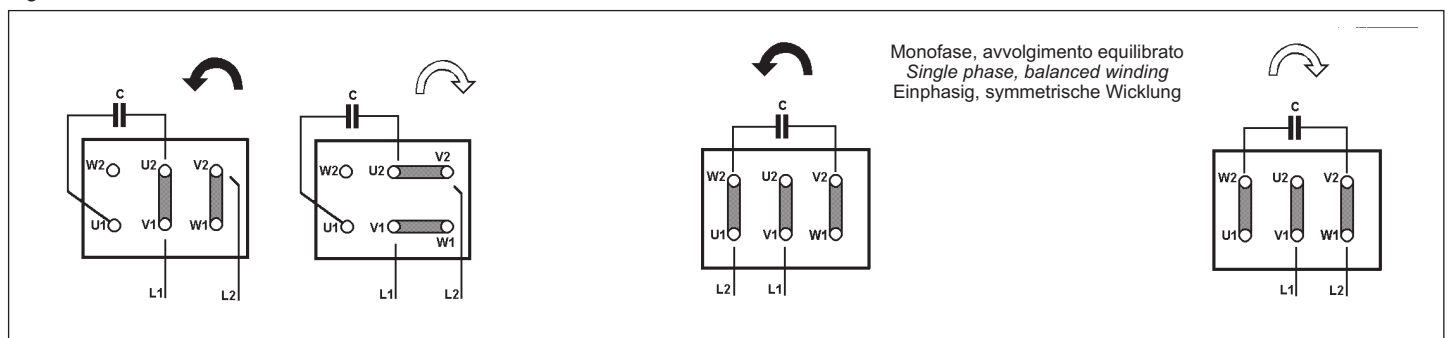 C
W2 U2 V2
U1 V1 W1
L1 L2
C
V2
W2 U2
U1 V1
W1
L1 L2
C
W2 U2 V2
U1 V1 W1
L2 L1
Monofase, avvolgimento equilibrato
Single phase, balanced winding
Einphasig, symmetrische Wicklung
C
W2 U2 V2
U1 V1 W1
L1 L2